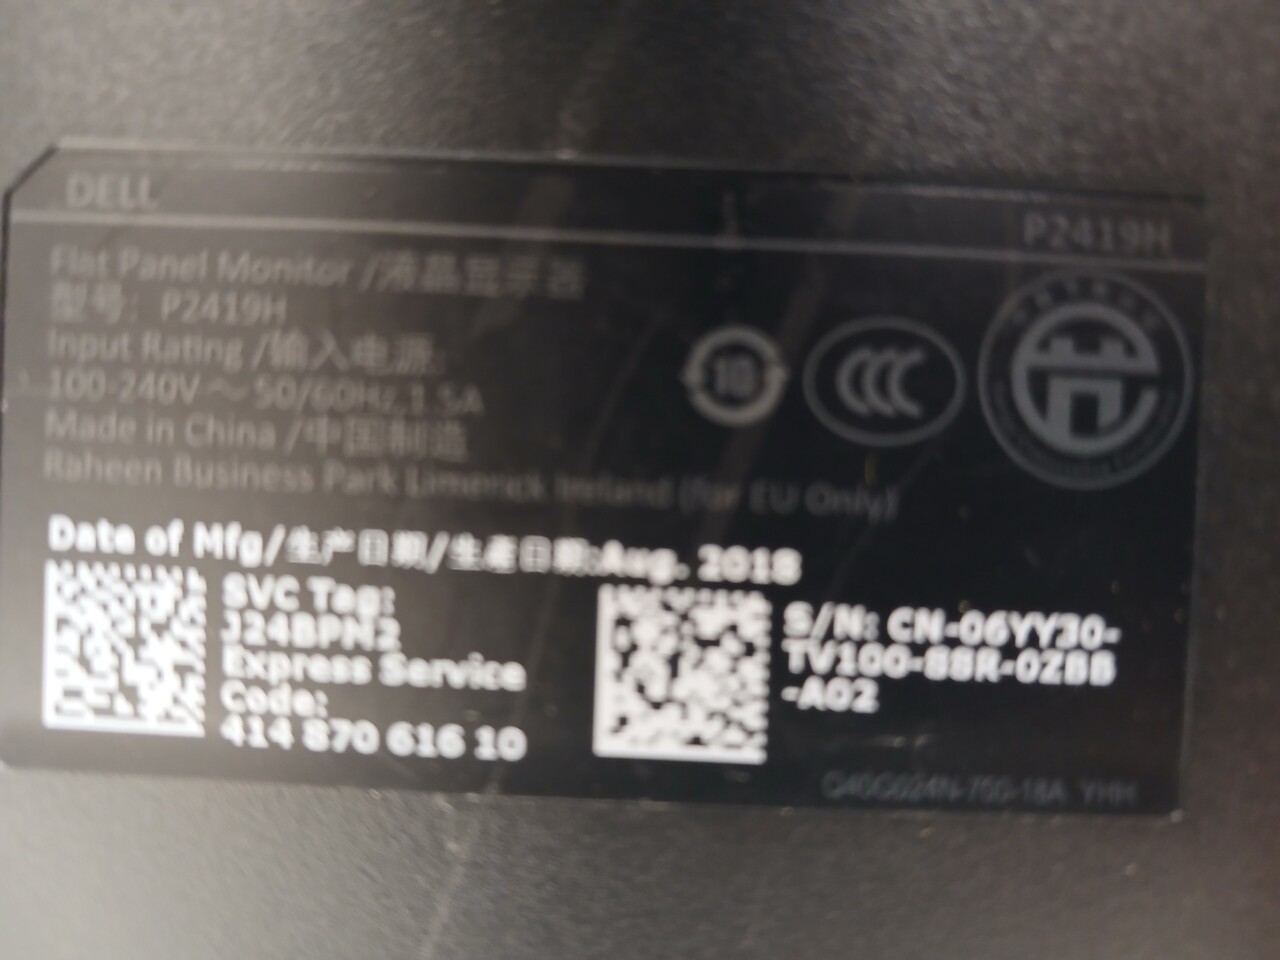 DELL
P2419H
Flat Panel Monitor /液晶显示器
型号: P2419H
Input Rating /输入电源:
100-240V ~ 50/60Hz,1.5A
Made in China /中国制造
Raheen Business Park Limerick Ireland (for EU Only)
10
Date of Mfg/生产日期/生産日期:Aug. 2018
SVC Tag:
J24BPN2
Express Service
Code:
414 870 616 10
S/N: CN-06YY30-
TV100-88R-0ZBB
-A02
YHH